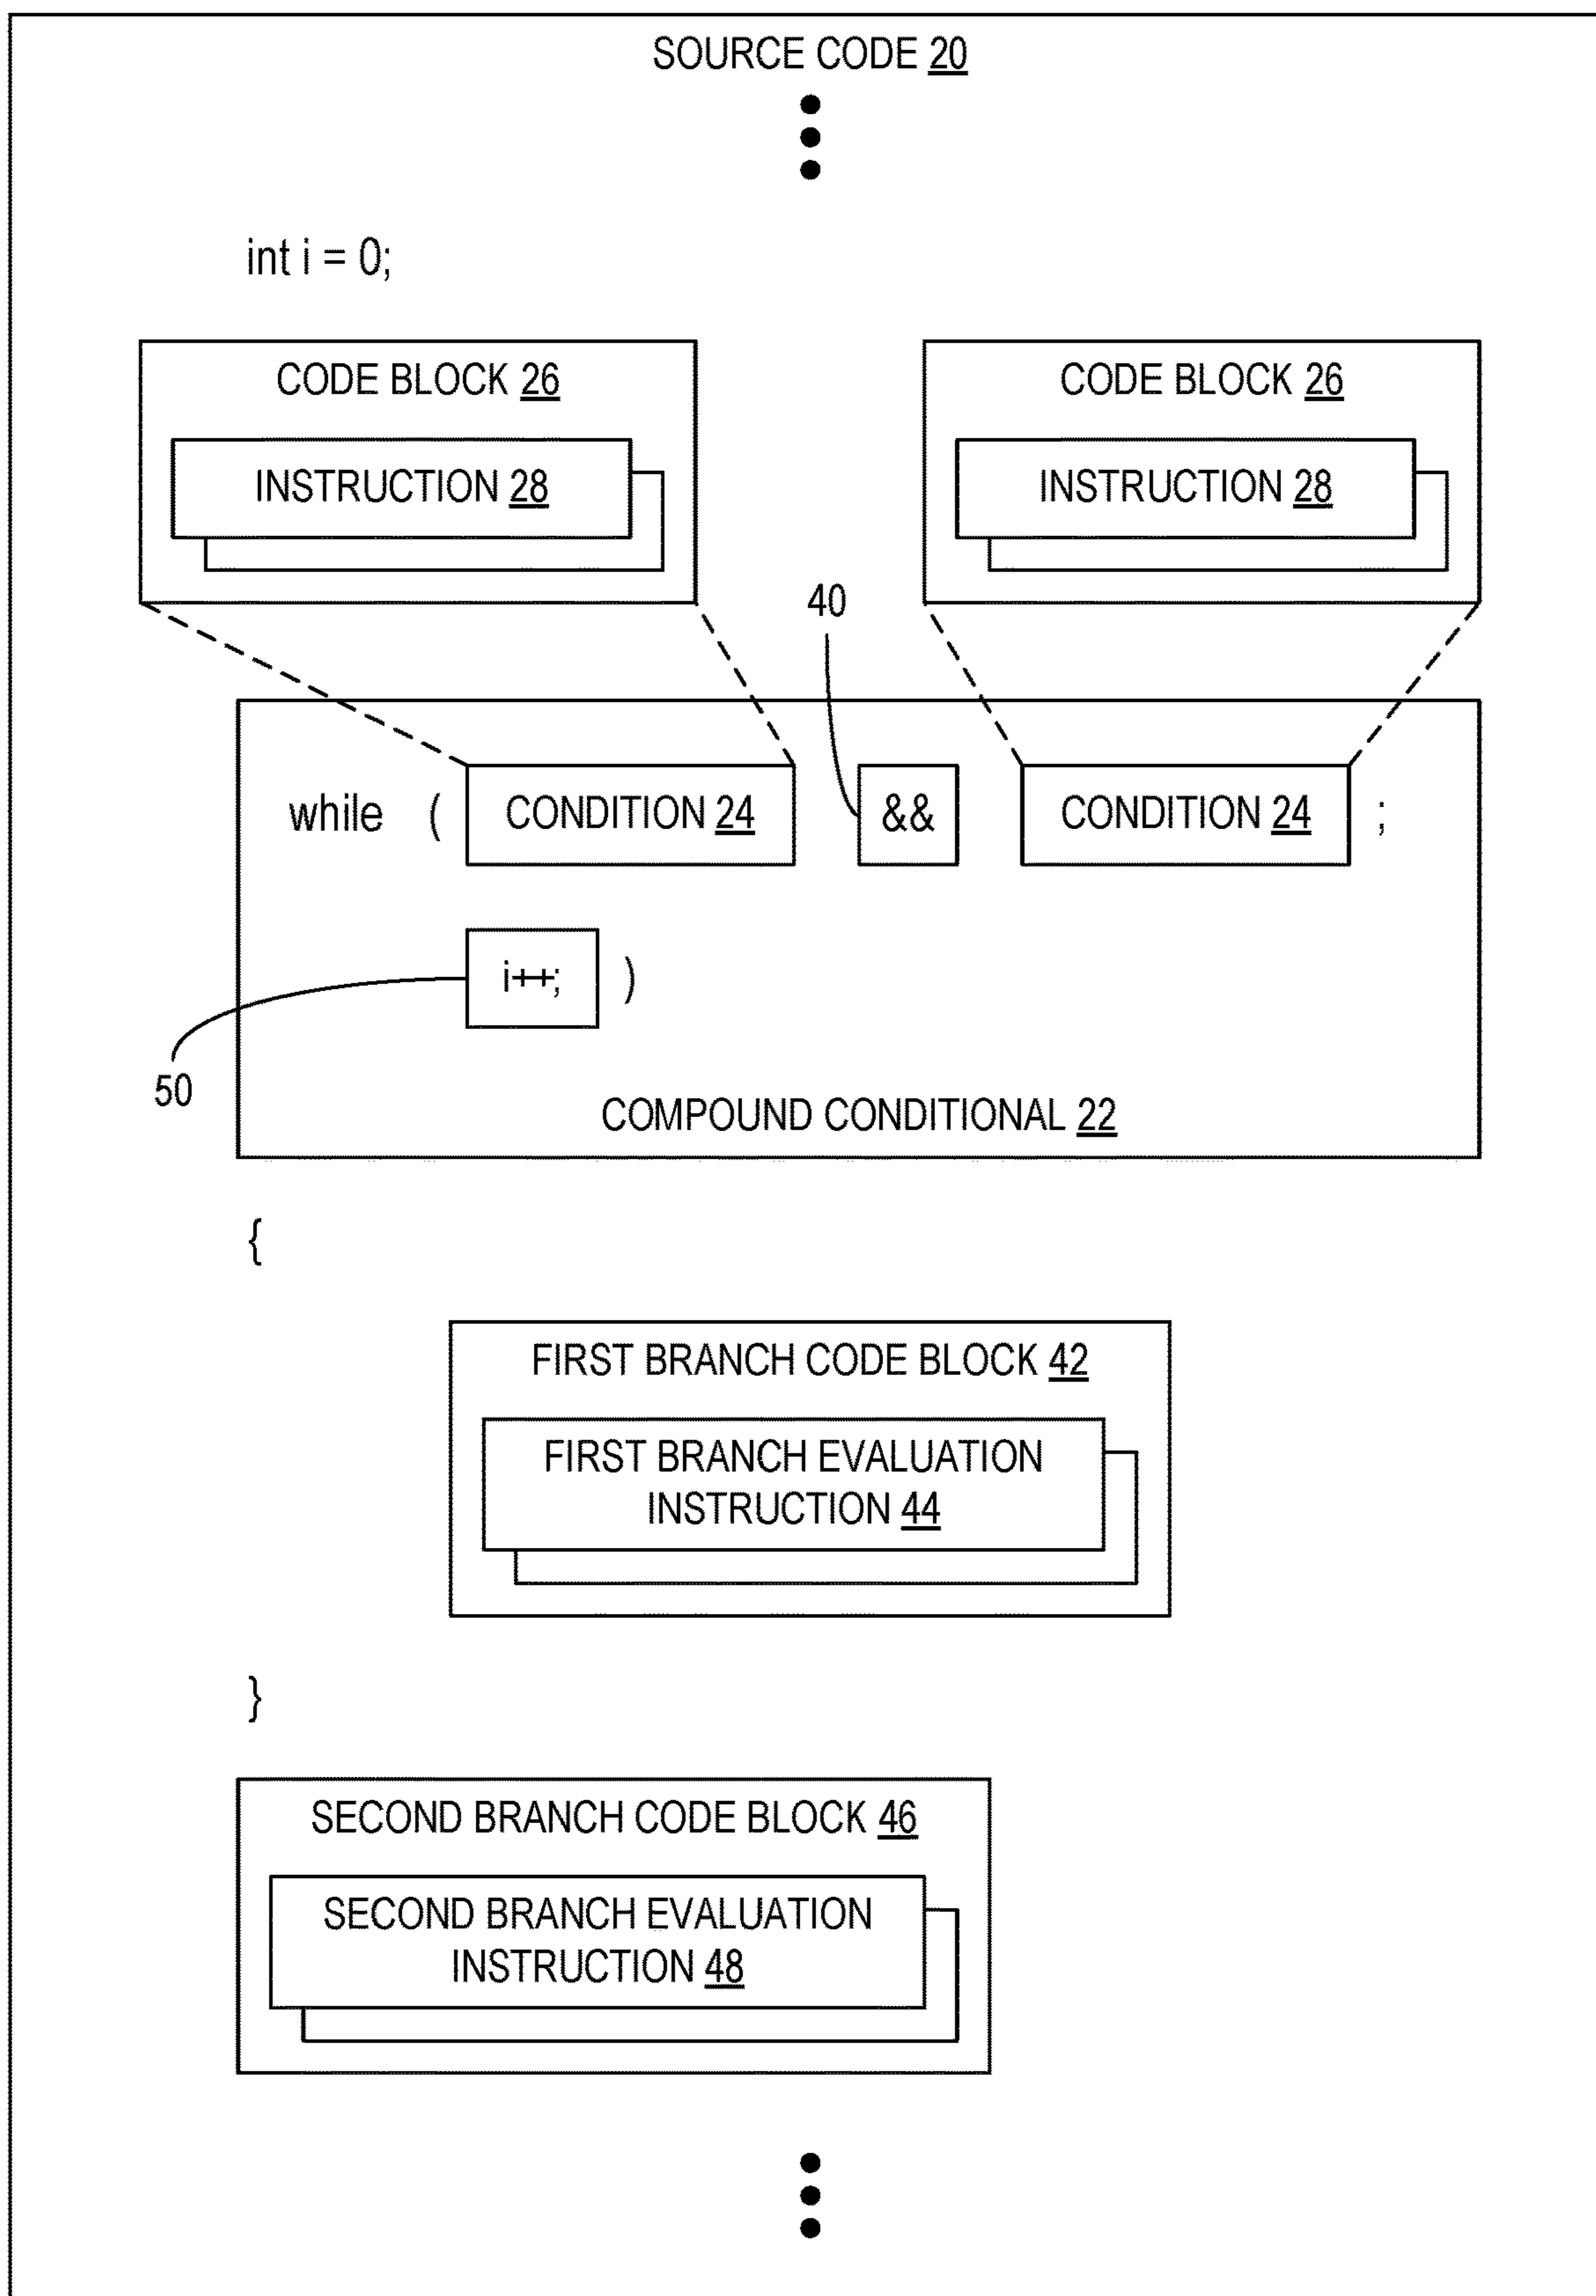 SOURCE CODE 20
int i = 0;
CODE BLOCK 26
INSTRUCTION 28
CODE BLOCK 26
INSTRUCTION 28
40
while ( CONDITION 24 && CONDITION 24 ;
i++; )
50
COMPOUND CONDITIONAL 22
{
FIRST BRANCH CODE BLOCK 42
FIRST BRANCH EVALUATION
INSTRUCTION 44
}
SECOND BRANCH CODE BLOCK 46
SECOND BRANCH EVALUATION
INSTRUCTION 48